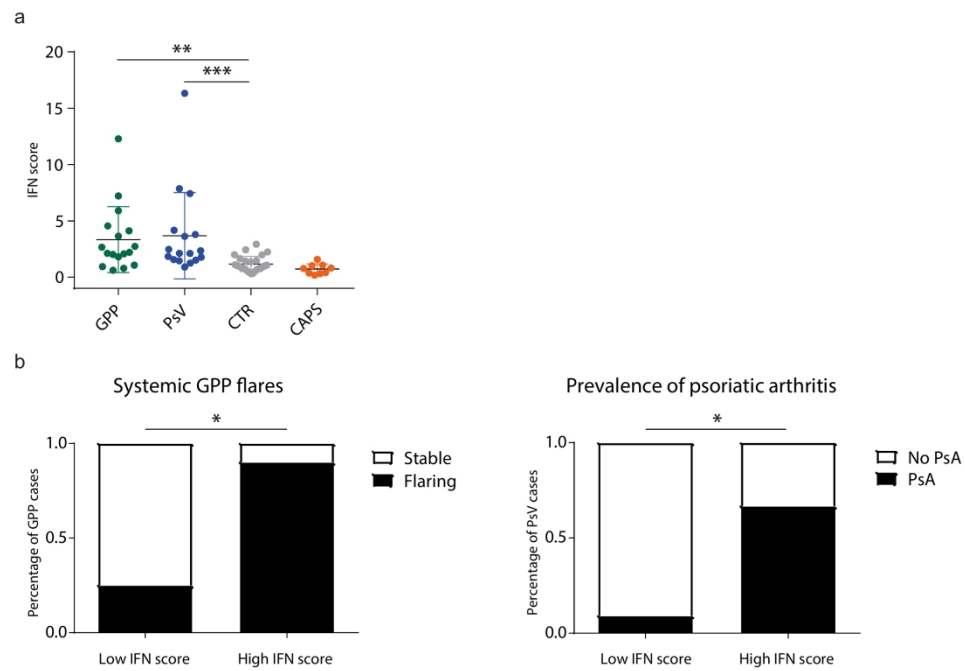 a
20
15
10
5
0
IFN score
**
***
GPP
PsV
CTR
CAPS
b
Systemic GPP flares
*
1.0
0.5
0.0
Percentage of GPP cases
Stable
Flaring
Low IFN score
High IFN score
Prevalence of psoriatic arthritis
*
1.0
0.5
0.0
Percentage of PsV cases
No PsA
PsA
Low IFN score
High IFN score